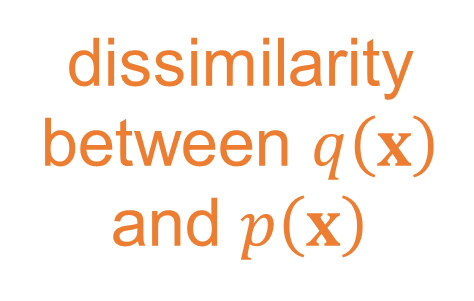 dissimilarity
between q(x)
and p(x)